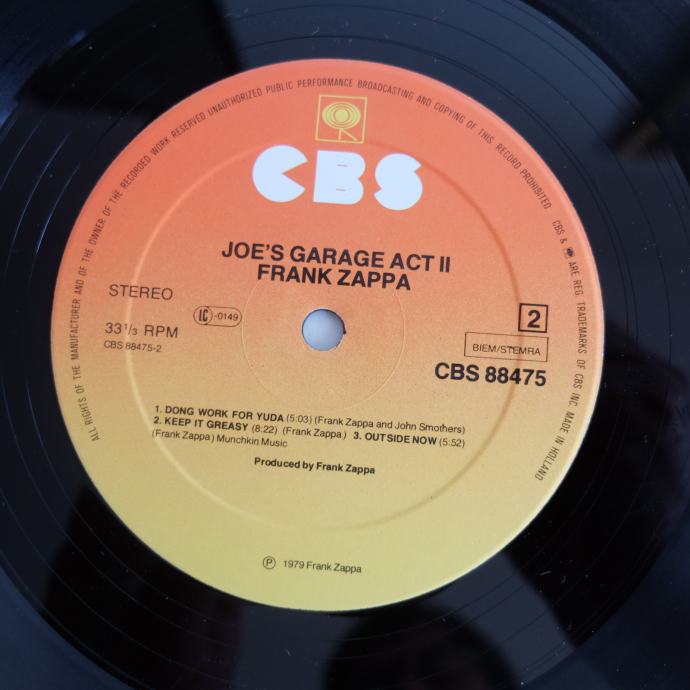 ALL RIGHTS OF THE MANUFACTURER AND OF THE OWNER OF THE RECORDED WORK RESERVED UNAUTHORIZED PUBLIC PERFORMANCE BROADCASTING AND COPYING OF THIS RECORD PROHIBITED CBS & ARE REG. TRADEMARKS OF CBS INC. MADE IN HOLLAND
CBS
JOE'S GARAGE ACT II
FRANK ZAPPA
STEREO
IC-0149
33 1/3 RPM
CBS 88475-2
2
BIEM/STEMRA
CBS 88475
1. DONG WORK FOR YUDA (5:03) (Frank Zappa and John Smothers)
2. KEEP IT GREASY (8:22) (Frank Zappa) 3. OUTSIDE NOW (5:52)
(Frank Zappa) Munchkin Music
Produced by Frank Zappa
Ⓟ 1979 Frank Zappa